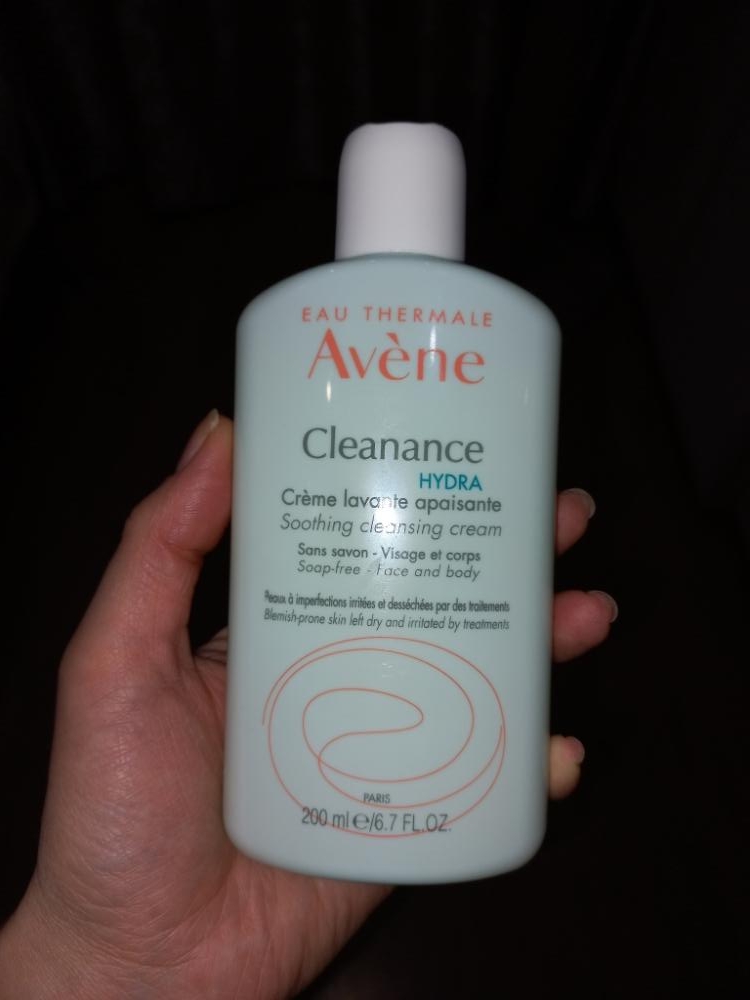 EAU THERMALE
Avène
Cleanance
HYDRA
Crème lavante apaisante
Soothing cleansing cream
Sans savon - Visage et corps
Soap-free - Face and body
Peaux à imperfections irritées et desséchées par des traitements
Blemish-prone skin left dry and irritated by treatments
PARIS
200 ml e/6.7 FL.OZ.